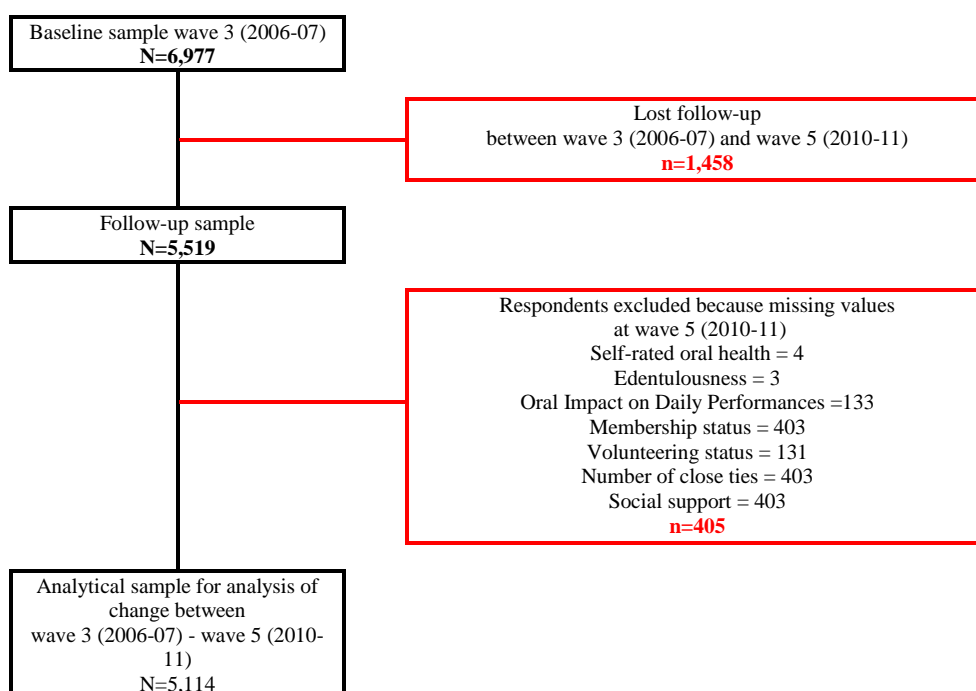 Baseline sample wave 3 (2006-07)
N=6,977
Lost follow-up
between wave 3 (2006-07) and wave 5 (2010-11)
n=1,458
Follow-up sample
N=5,519
Respondents excluded because missing values
at wave 5 (2010-11)
Self-rated oral health = 4
Edentulousness = 3
Oral Impact on Daily Performances =133
Membership status = 403
Volunteering status = 131
Number of close ties = 403
Social support = 403
n=405
Analytical sample for analysis of
change between
wave 3 (2006-07) - wave 5 (2010-
11)
N=5,114